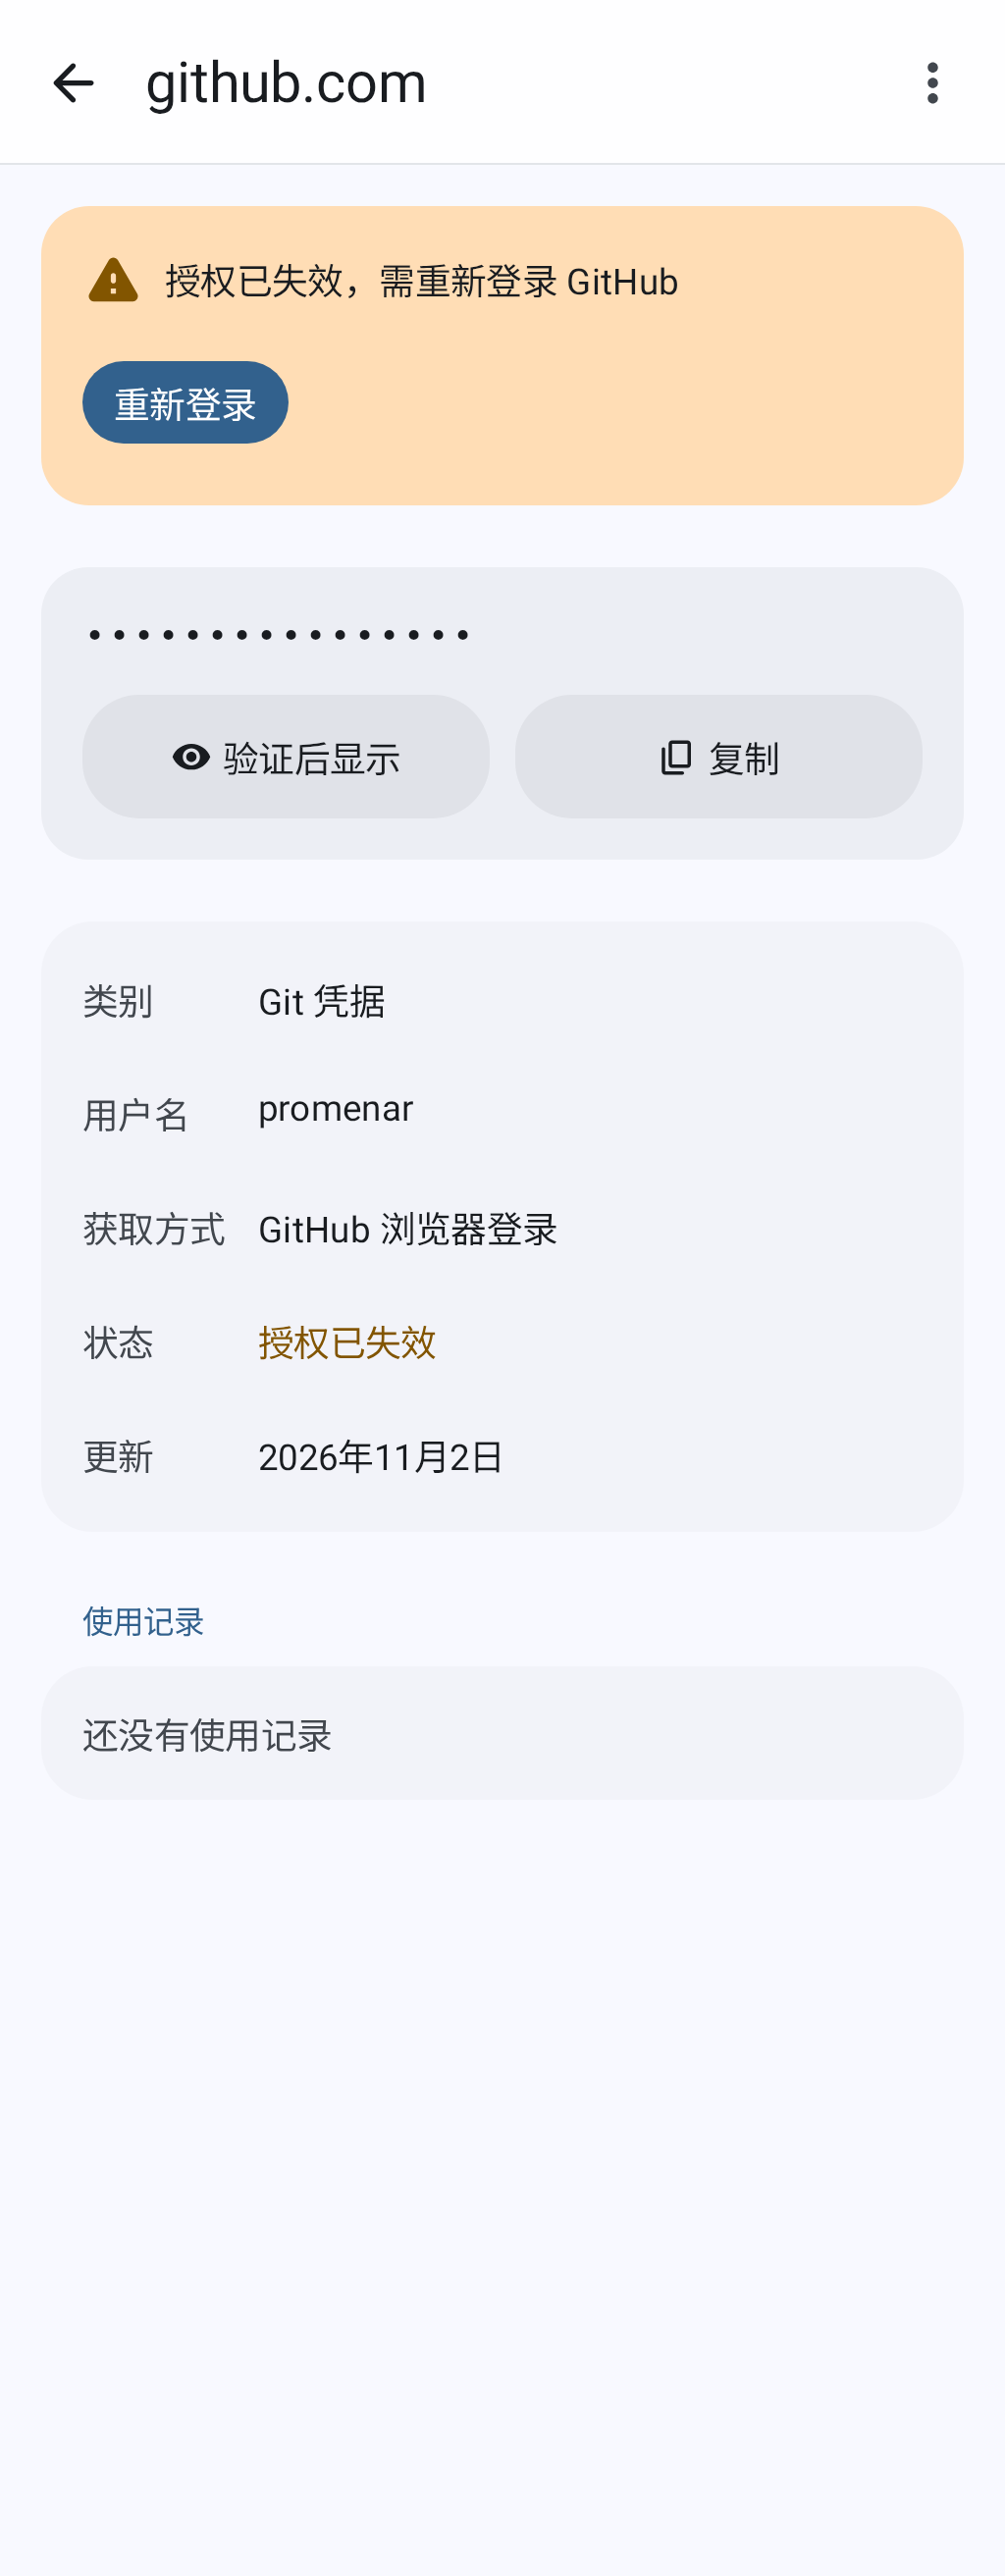 github.com
授权已失效，需重新登录 GitHub
重新登录
••••••••••••••••
验证后显示
复制
类别 Git 凭据
用户名 promenar
获取方式 GitHub 浏览器登录
状态 授权已失效
更新 2026年11月2日
使用记录
还没有使用记录